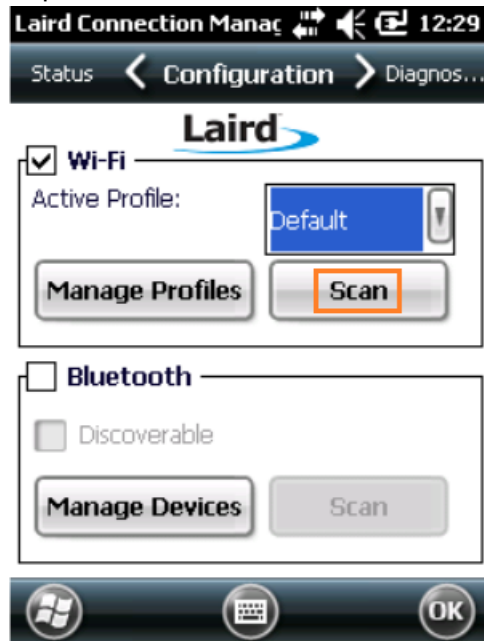 Laird Connection Manag 12:29
Status Configuration Diagnos...
Laird
Wi-Fi
Active Profile:
Default
Manage Profiles Scan
Bluetooth
Discoverable
Manage Devices Scan
OK